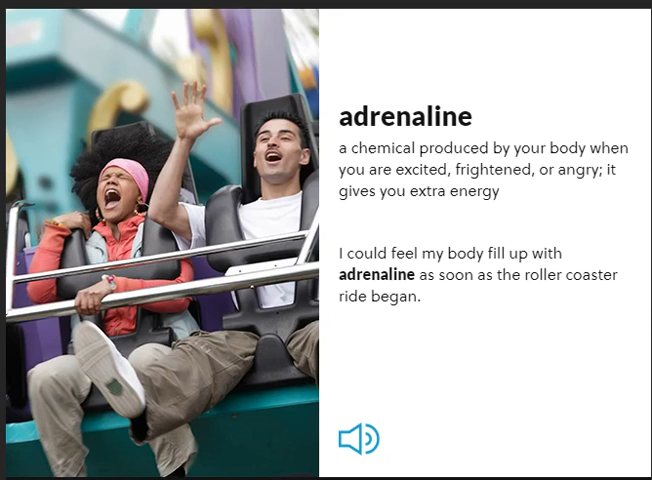 adrenaline
a chemical produced by your body when
you are excited, frightened, or angry; it
gives you extra energy
I could feel my body fill up with
adrenaline as soon as the roller coaster
ride began.